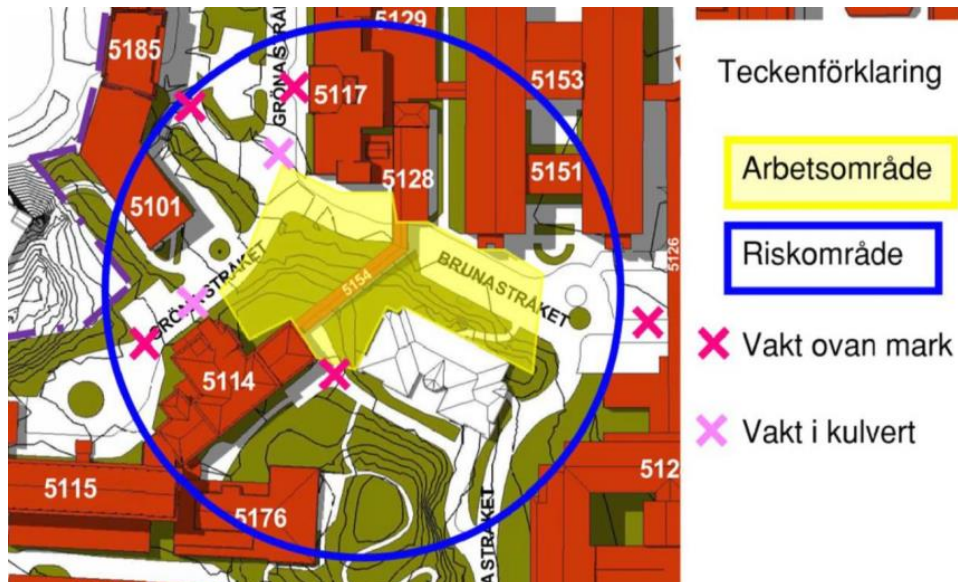 5129
5185
GRÖNASTRÅ
5117
5153
5128
5151
5101
BRUNASTRÅKET
5126
5154
GRÖNASTRÅKET
5114
5115
5176
512
ASTRÅKET
Teckenförklaring
Arbetsområde
Riskområde
Vakt ovan mark
Vakt i kulvert